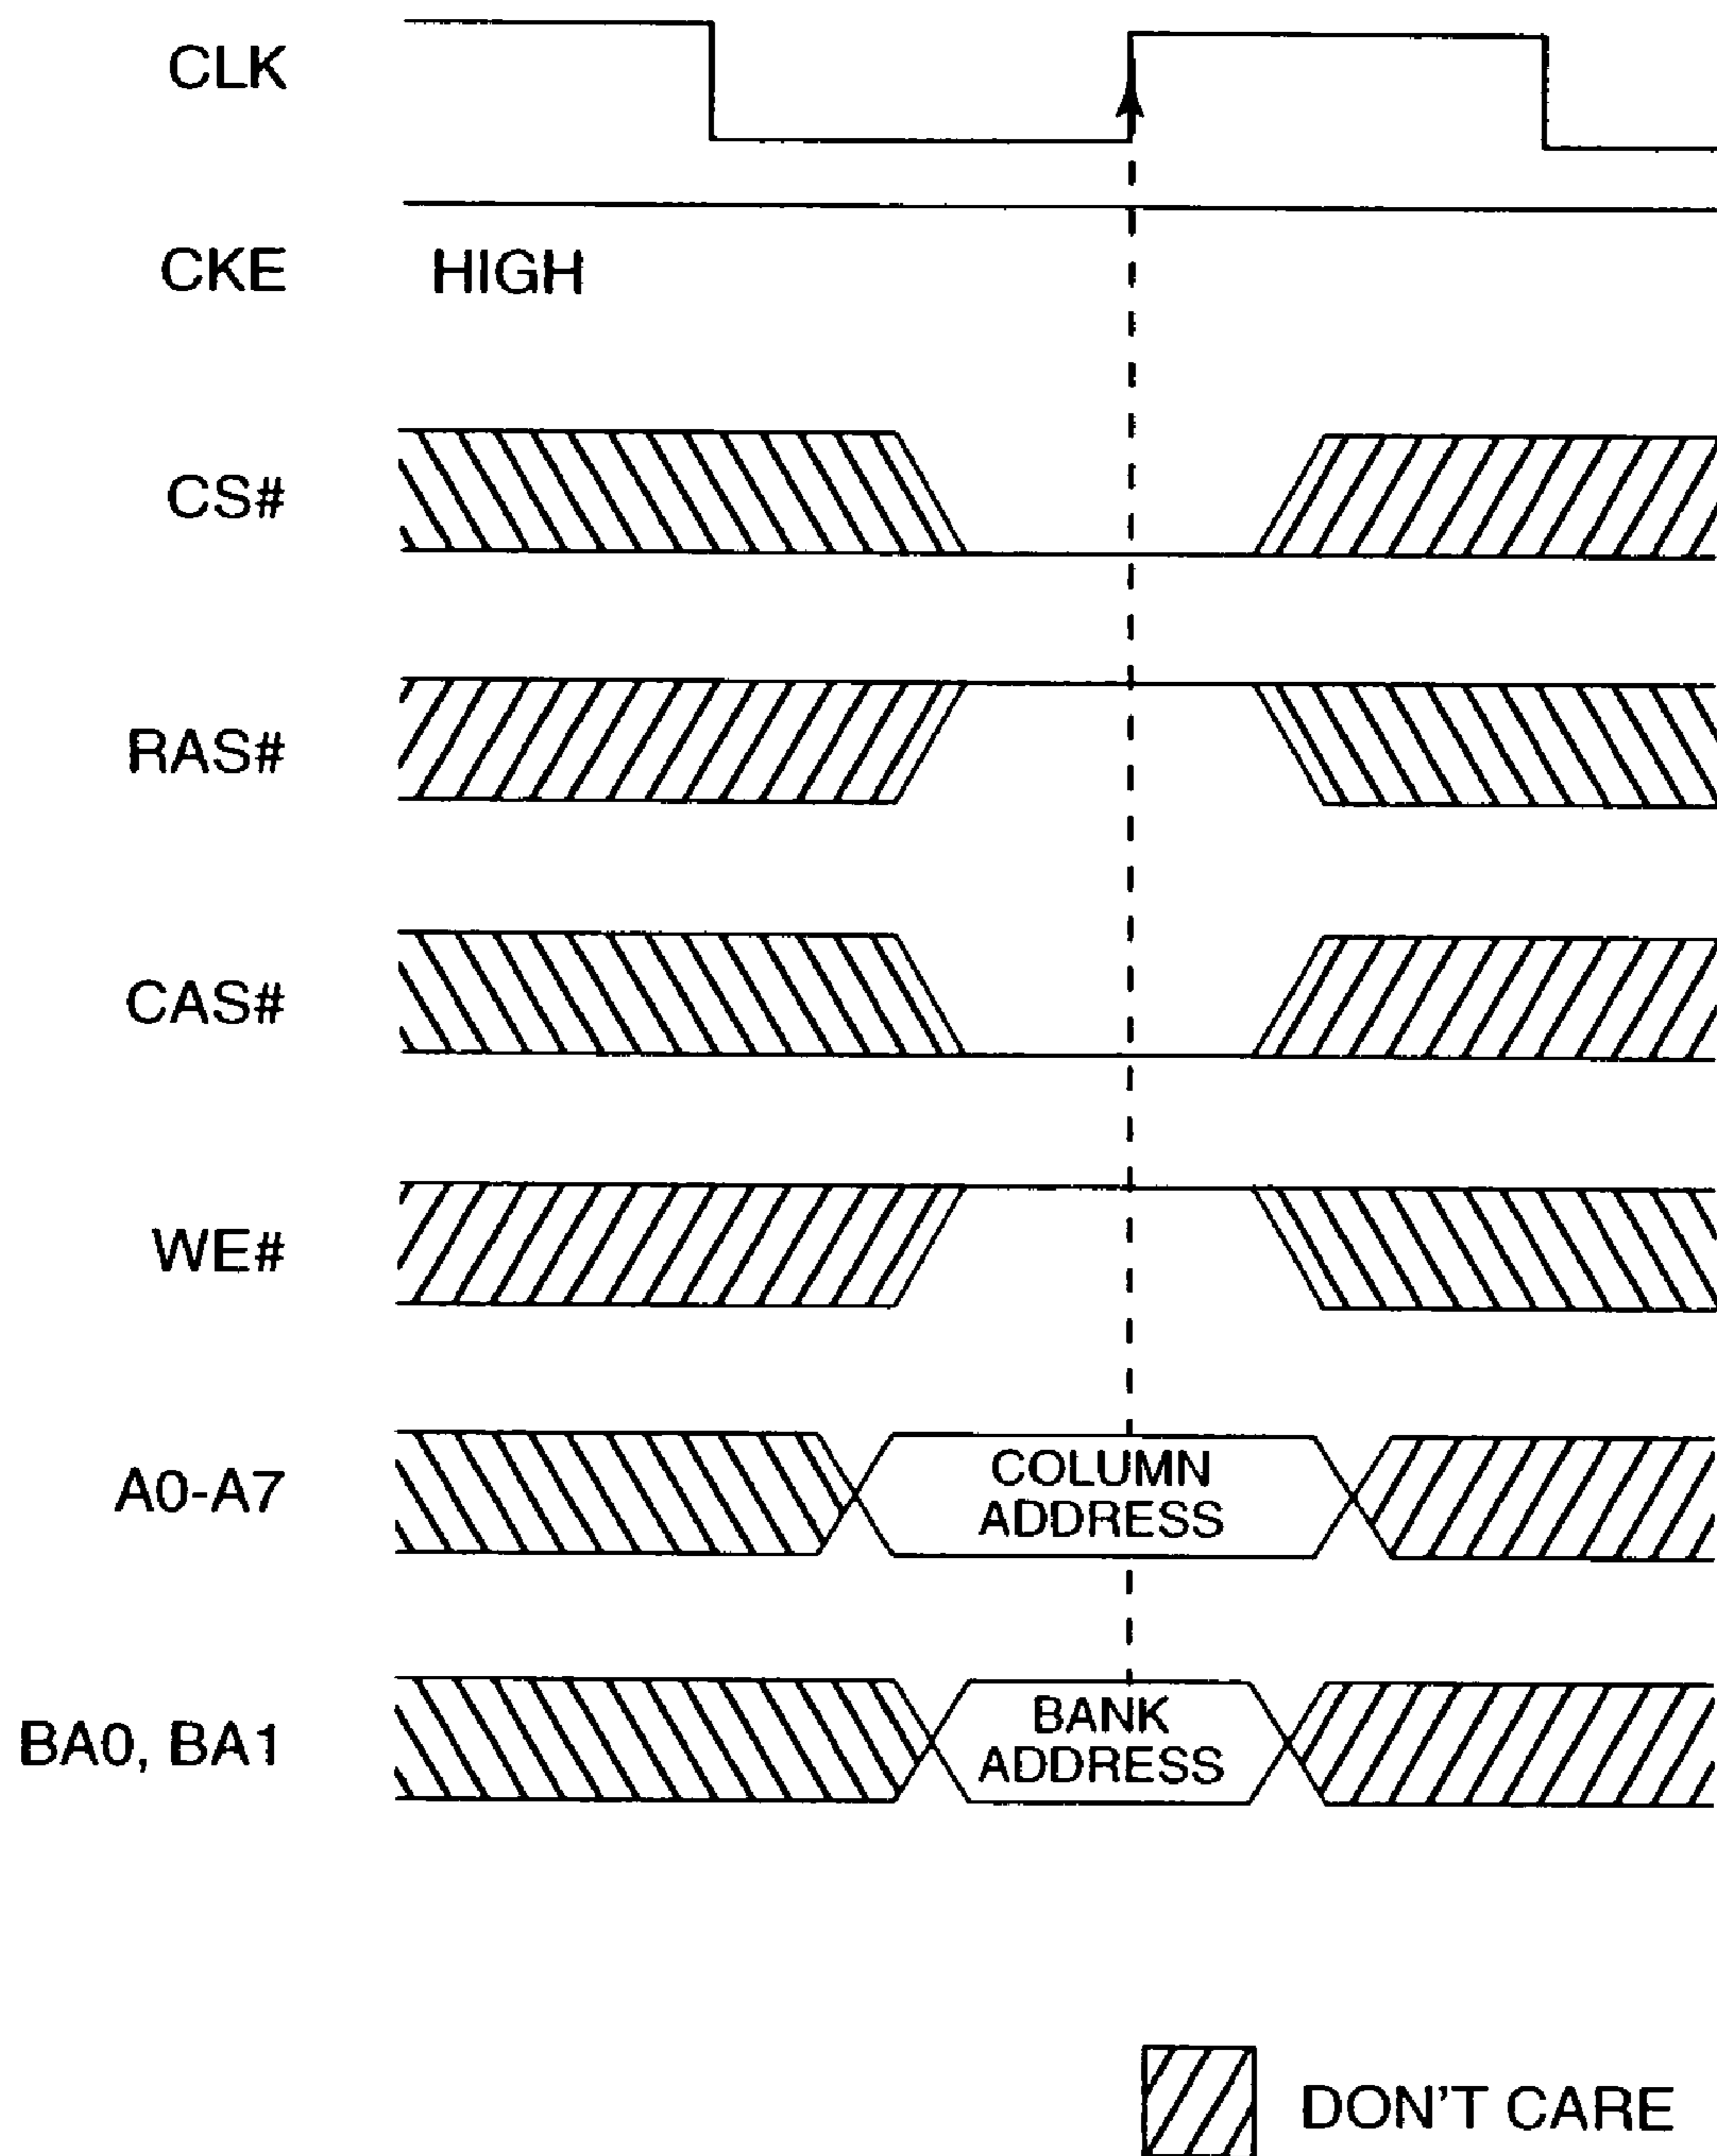 CLK
CKE HIGH
CS#
RAS#
CAS#
WE#
A0-A7
COLUMN
ADDRESS
BA0, BA1
BANK
ADDRESS
DON'T CARE